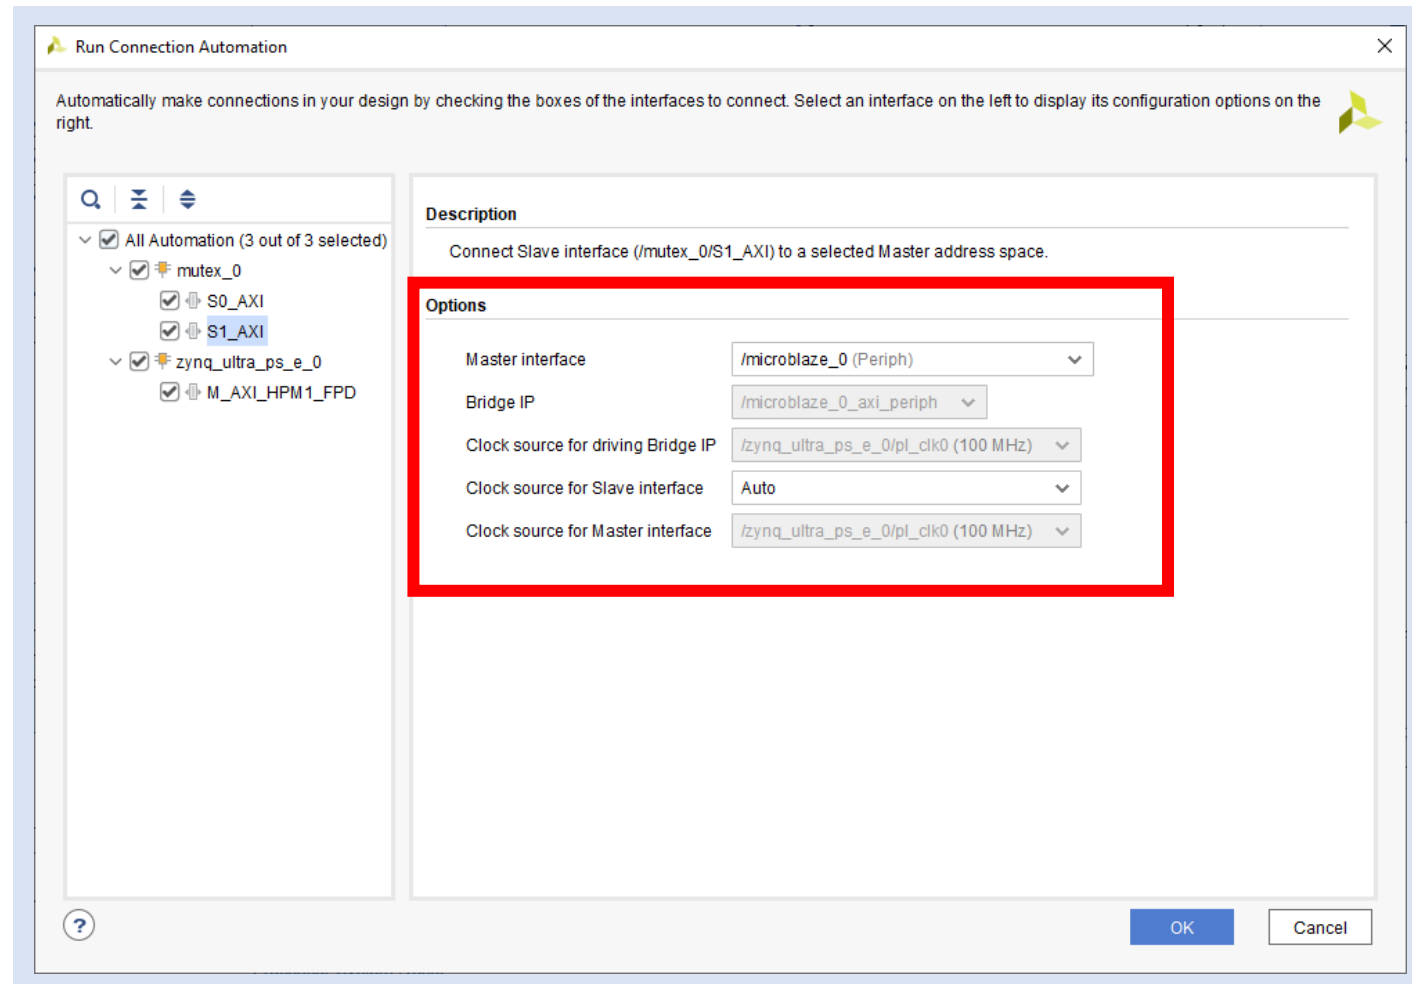 Run Connection Automation
Automatically make connections in your design by checking the boxes of the interfaces to connect. Select an interface on the left to display its configuration options on the
right.
All Automation (3 out of 3 selected)
mutex_0
S0_AXI
S1_AXI
zynq_ultra_ps_e_0
M_AXI_HPM1_FPD
Description
Connect Slave interface (/mutex_0/S1_AXI) to a selected Master address space.
Options
Master interface /microblaze_0 (Periph)
Bridge IP /microblaze_0_axi_periph
Clock source for driving Bridge IP /zynq_ultra_ps_e_0/pl_clk0 (100 MHz)
Clock source for Slave interface Auto
Clock source for Master interface /zynq_ultra_ps_e_0/pl_clk0 (100 MHz)
?
OK Cancel